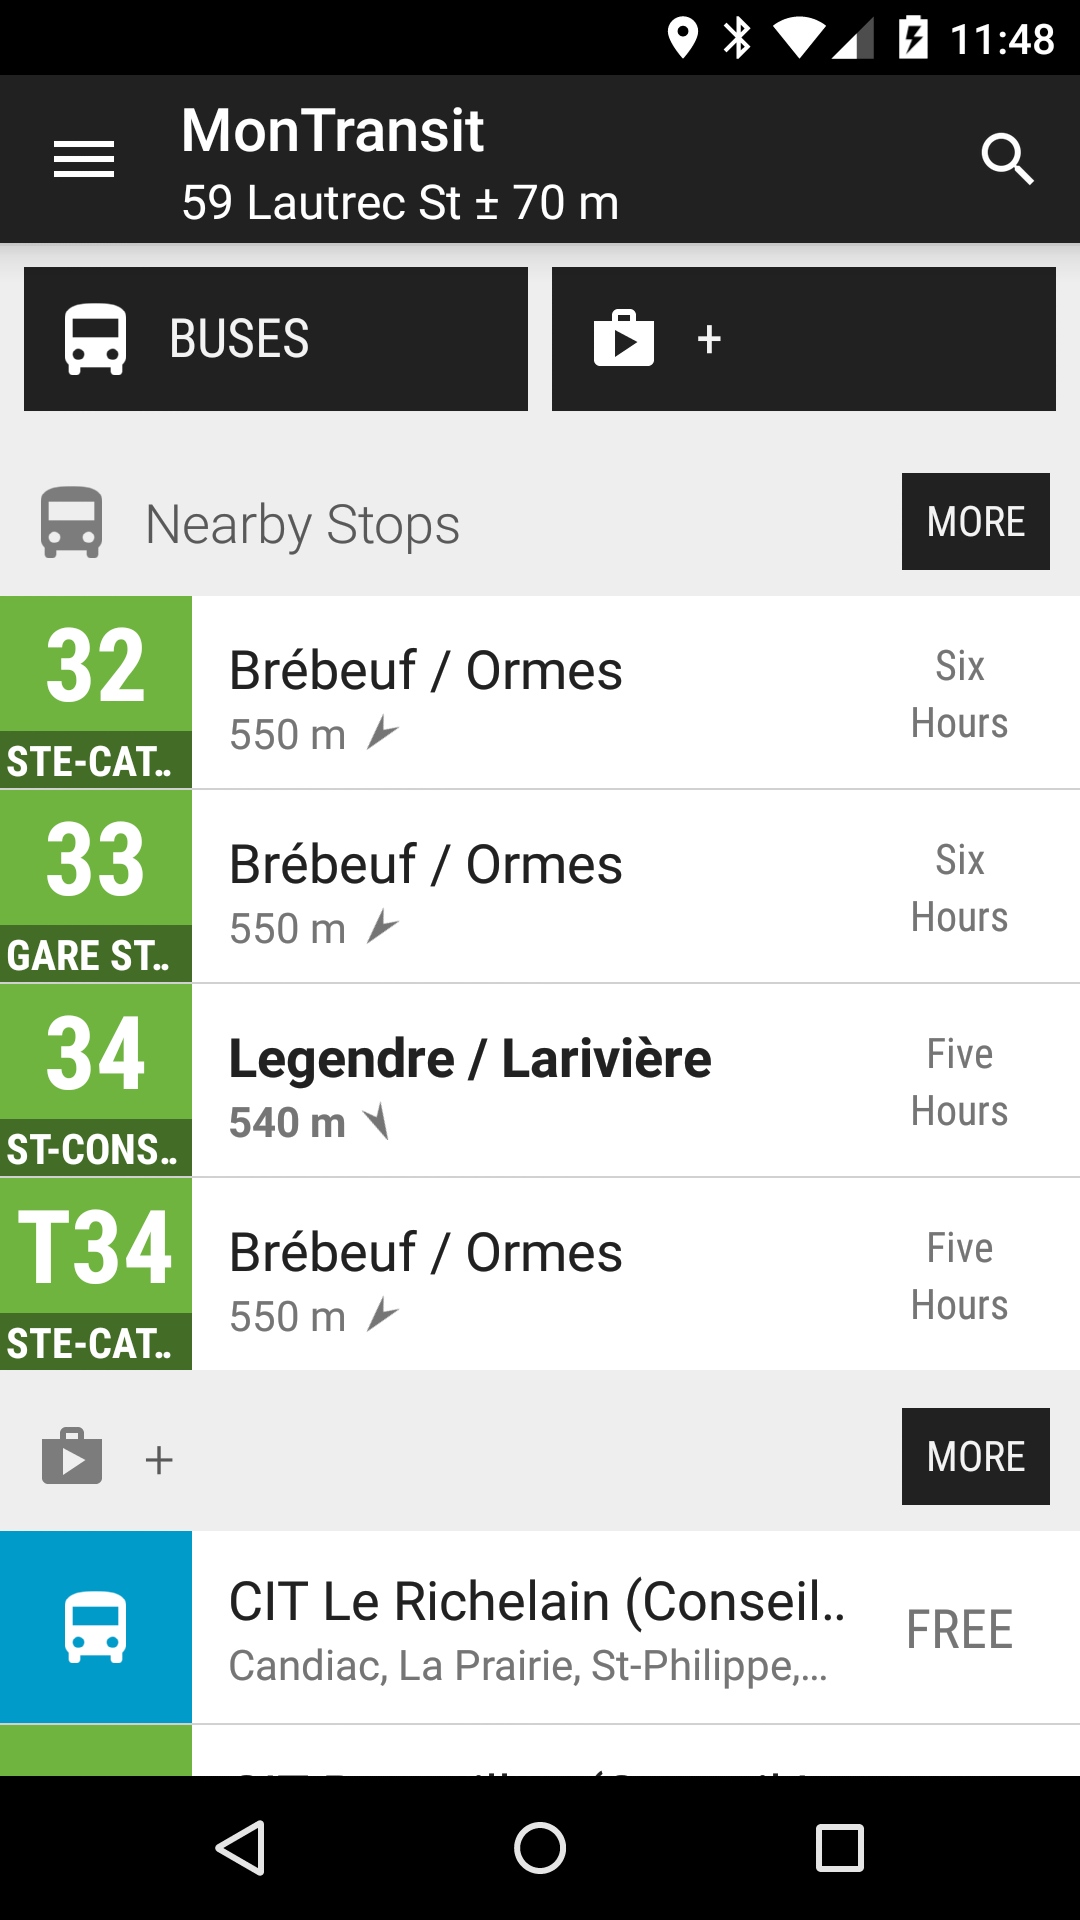 11:48
MonTransit
59 Lautrec St ± 70 m
BUSES
+
Nearby Stops
MORE
32
STE-CAT..
Brébeuf / Ormes
550 m
Six
Hours
33
GARE ST..
Brébeuf / Ormes
550 m
Six
Hours
34
ST-CONS..
Legendre / Larivière
540 m
Five
Hours
T34
STE-CAT..
Brébeuf / Ormes
550 m
Five
Hours
+
MORE
CIT Le Richelain (Conseil..
Candiac, La Prairie, St-Philippe,...
FREE